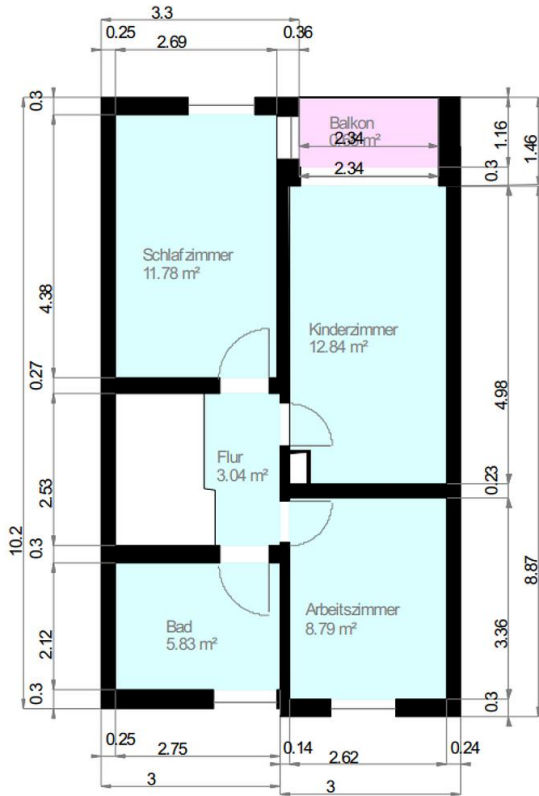 3.3
0.25
0.36
2.69
0.3
Balkon
2.34
2.34
1.16
1.46
0.3
Schlafzimmer
11.78 m²
4.38
Kinderzimmer
12.84 m²
4.98
0.27
Flur
3.04 m²
2.53
0.23
10.2
0.3
8.87
Bad
5.83 m²
Arbeitszimmer
8.79 m²
2.12
3.36
0.3
0.3
0.25
2.75
0.14
2.62
0.24
3
3